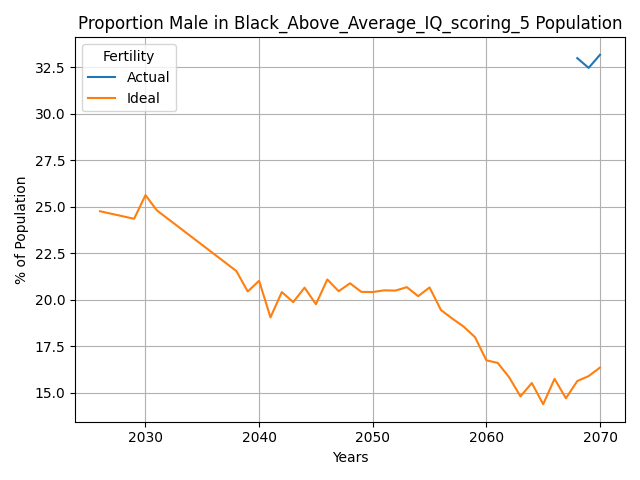 Proportion Male in Black_Above_Average_IQ_scoring_5 Population
Fertility
Actual
Ideal
% of Population
32.5
30.0
27.5
25.0
22.5
20.0
17.5
15.0
2030 2040 2050 2060 2070
Years